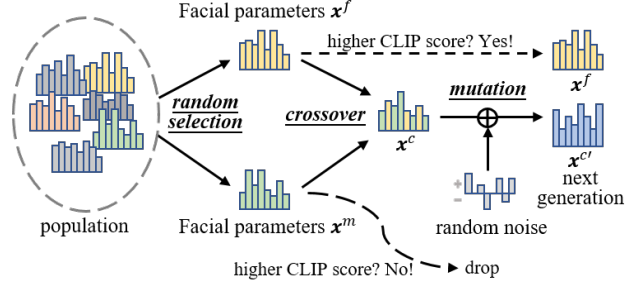 Facial parameters x^f
higher CLIP score? Yes!
x^f
random
selection
crossover
mutation
x^c
x^c'
next
generation
+
−
random noise
population
Facial parameters x^m
higher CLIP score? No!
drop